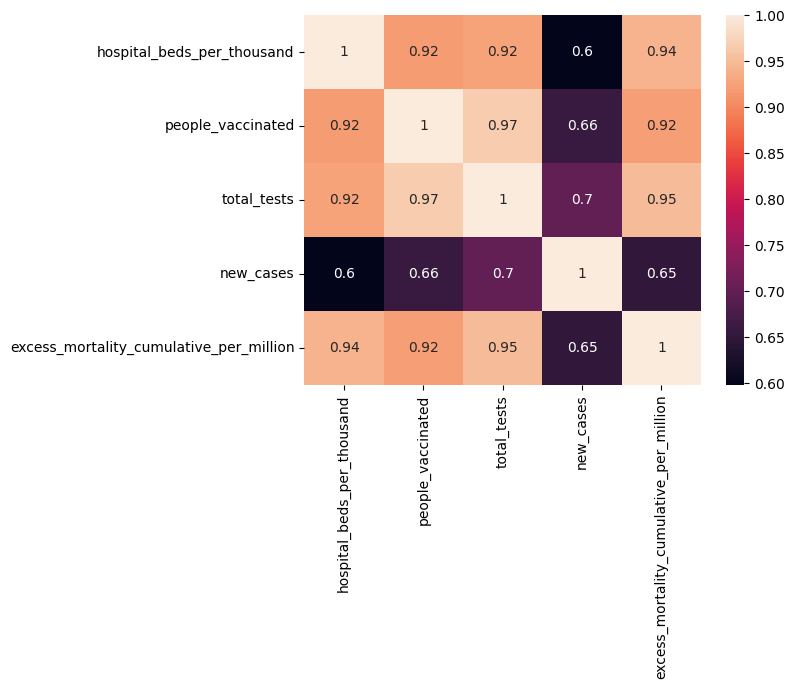 hospital_beds_per_thousand 1 0.92 0.92 0.6 0.94
people_vaccinated 0.92 1 0.97 0.66 0.92
total_tests 0.92 0.97 1 0.7 0.95
new_cases 0.6 0.66 0.7 1 0.65
excess_mortality_cumulative_per_million 0.94 0.92 0.95 0.65 1
hospital_beds_per_thousand
people_vaccinated
total_tests
new_cases
excess_mortality_cumulative_per_million
1.00
0.95
0.90
0.85
0.80
0.75
0.70
0.65
0.60